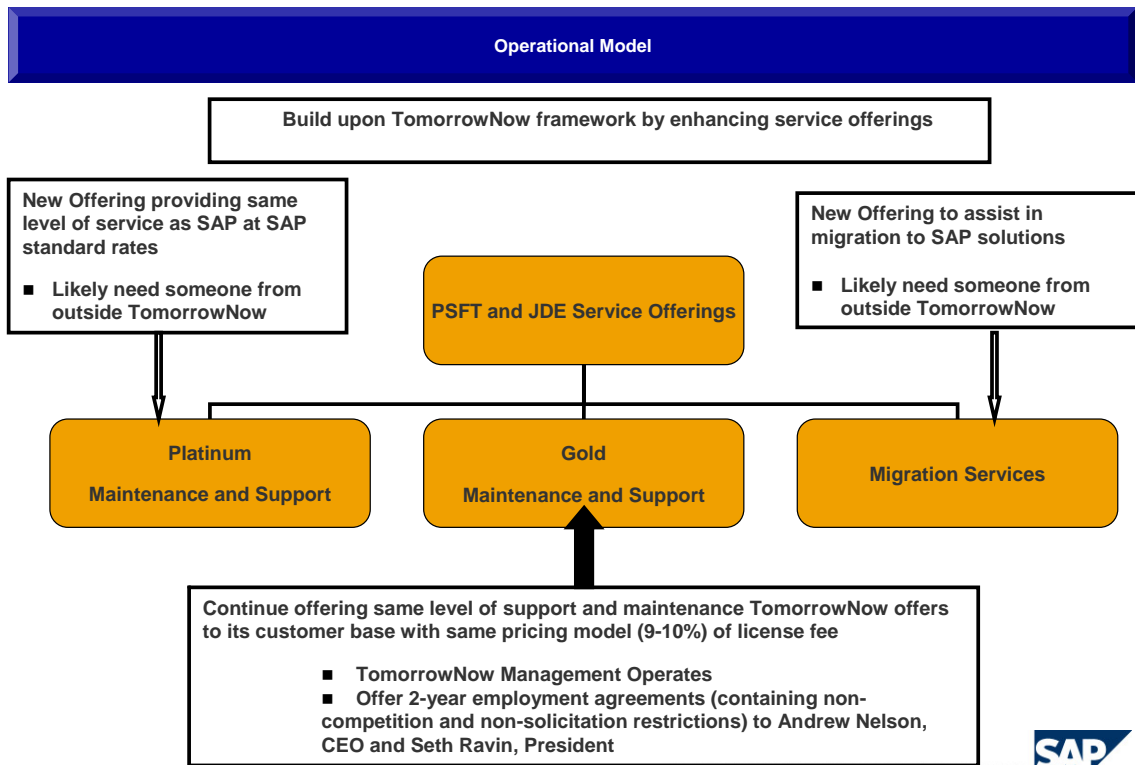 Operational Model
Build upon TomorrowNow framework by enhancing service offerings
New Offering providing same
level of service as SAP at SAP
standard rates
■ Likely need someone from
outside TomorrowNow
New Offering to assist in
migration to SAP solutions
■ Likely need someone from
outside TomorrowNow
PSFT and JDE Service Offerings
Platinum
Maintenance and Support
Gold
Maintenance and Support
Migration Services
Continue offering same level of support and maintenance TomorrowNow offers
to its customer base with same pricing model (9-10%) of license fee
■ TomorrowNow Management Operates
■ Offer 2-year employment agreements (containing non-
competition and non-solicitation restrictions) to Andrew Nelson,
CEO and Seth Ravin, President
SAP